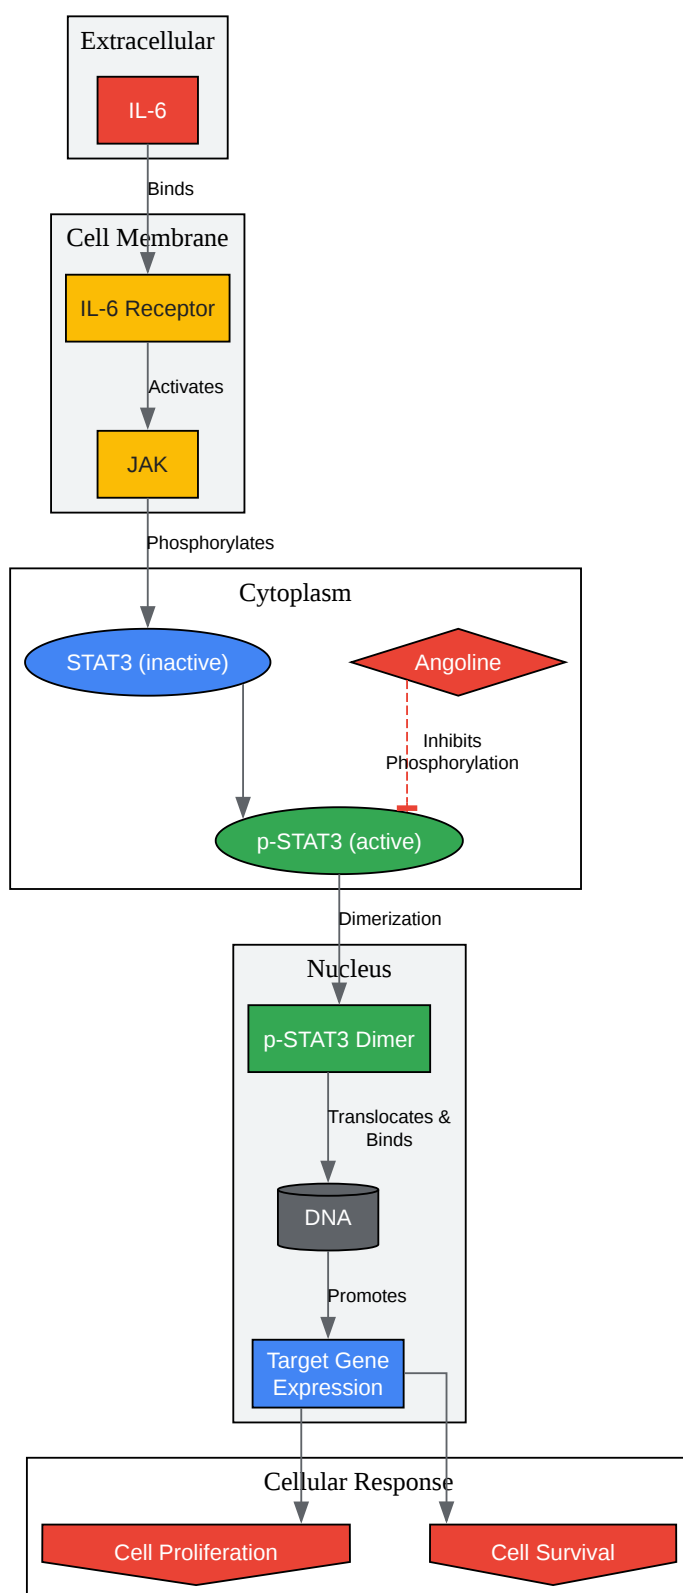 Extracellular
IL-6
Binds
Cell Membrane
IL-6 Receptor
Activates
JAK
Phosphorylates
Cytoplasm
STAT3 (inactive)
Angoline
Inhibits
Phosphorylation
p-STAT3 (active)
Dimerization
Nucleus
p-STAT3 Dimer
Translocates &
Binds
DNA
Promotes
Target Gene
Expression
Cellular Response
Cell Proliferation
Cell Survival